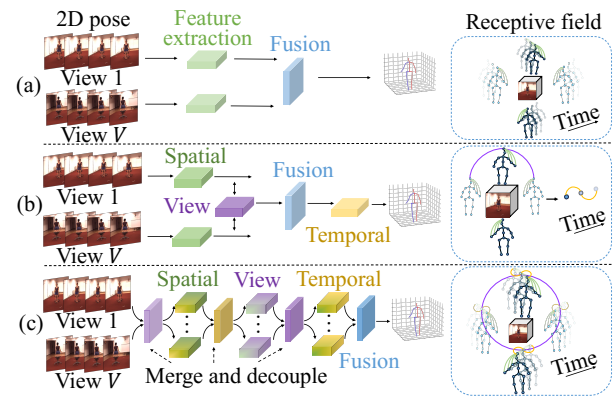 2D pose
Feature
extraction
Fusion
Receptive field
View 1
(a)
View V
Time
Spatial
Fusion
View 1
(b)
View
View V
Temporal
Time
Spatial
View
Temporal
View 1
(c)
View V
Fusion
Merge and decouple
Time